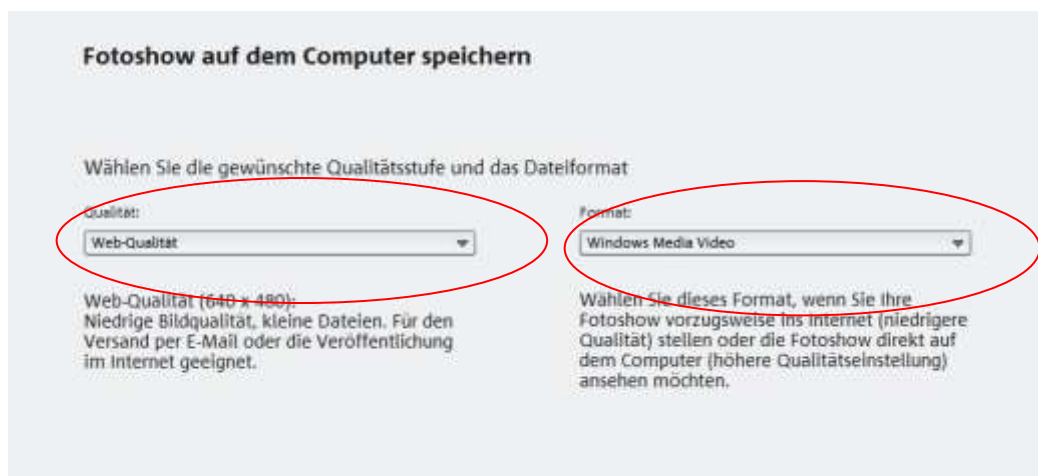 Fotoshow auf dem Computer speichern
Wählen Sie die gewünschte Qualitätsstufe und das Dateiformat
Qualität:
Web-Qualität
Web-Qualität (640 x 480):
Niedrige Bildqualität, kleine Dateien. Für den
Versand per E-Mail oder die Veröffentlichung
im Internet geeignet.
Format:
Windows Media Video
Wählen Sie dieses Format, wenn Sie Ihre
Fotoshow vorzugsweise ins Internet (niedrigere
Qualität) stellen oder die Fotoshow direkt auf
dem Computer (höhere Qualitätseinstellung)
ansehen möchten.